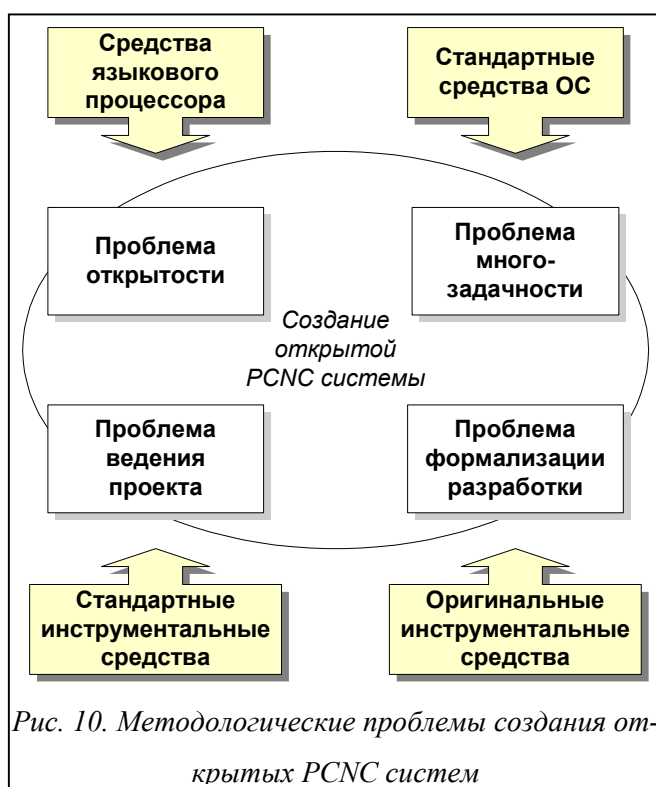 Средства
языкового
процессора
Стандартные
средства ОС
Проблема
открытости
Проблема
много-
задачности
Создание
открытой
PCNC системы
Проблема
ведения
проекта
Проблема
формализации
разработки
Стандартные
инструментальные
средства
Оригинальные
инструментальные
средства
Рис. 10. Методологические проблемы создания от-
крытых PCNC систем